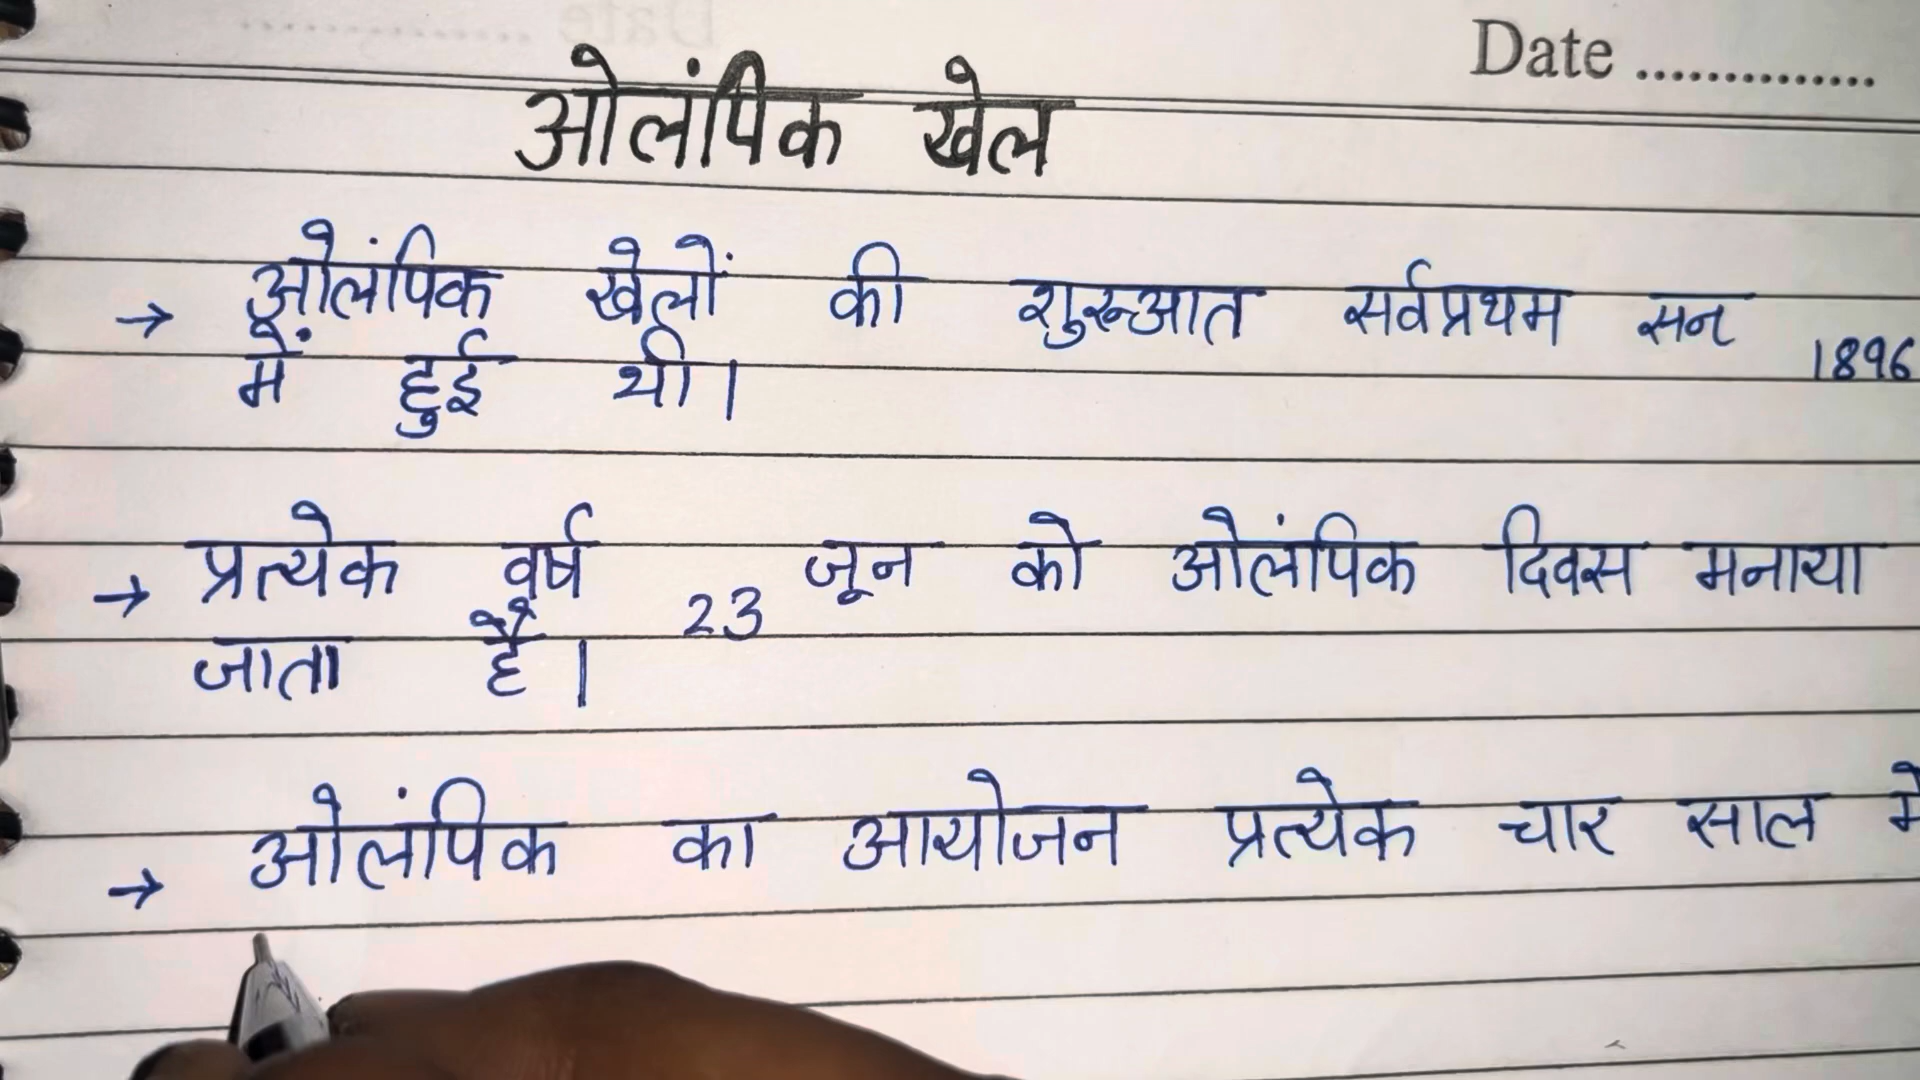 Date ..............
ओलंपिक खेल
→ ओलंपिक खेलों की शुरूआत सर्वप्रथम सन 1896
में हुई थी।
→ प्रत्येक वर्ष 23 जून को ओलंपिक दिवस मनाया
जाता है।
→ ओलंपिक का आयोजन प्रत्येक चार साल में